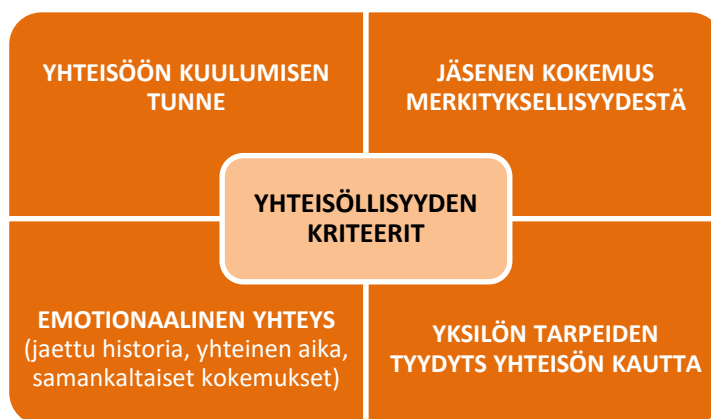 YHTEISÖÖN KUULUMISEN
TUNNE
JÄSENEN KOKEMUS
MERKITYKSELLISYYDESTÄ
YHTEISÖLLISYYDEN
KRITEERIT
EMOTIONAALINEN YHTEYS
(jaettu historia, yhteinen aika,
samankaltaiset kokemukset)
YKSILÖN TARPEIDEN
TYYDYTS YHTEISÖN KAUTTA